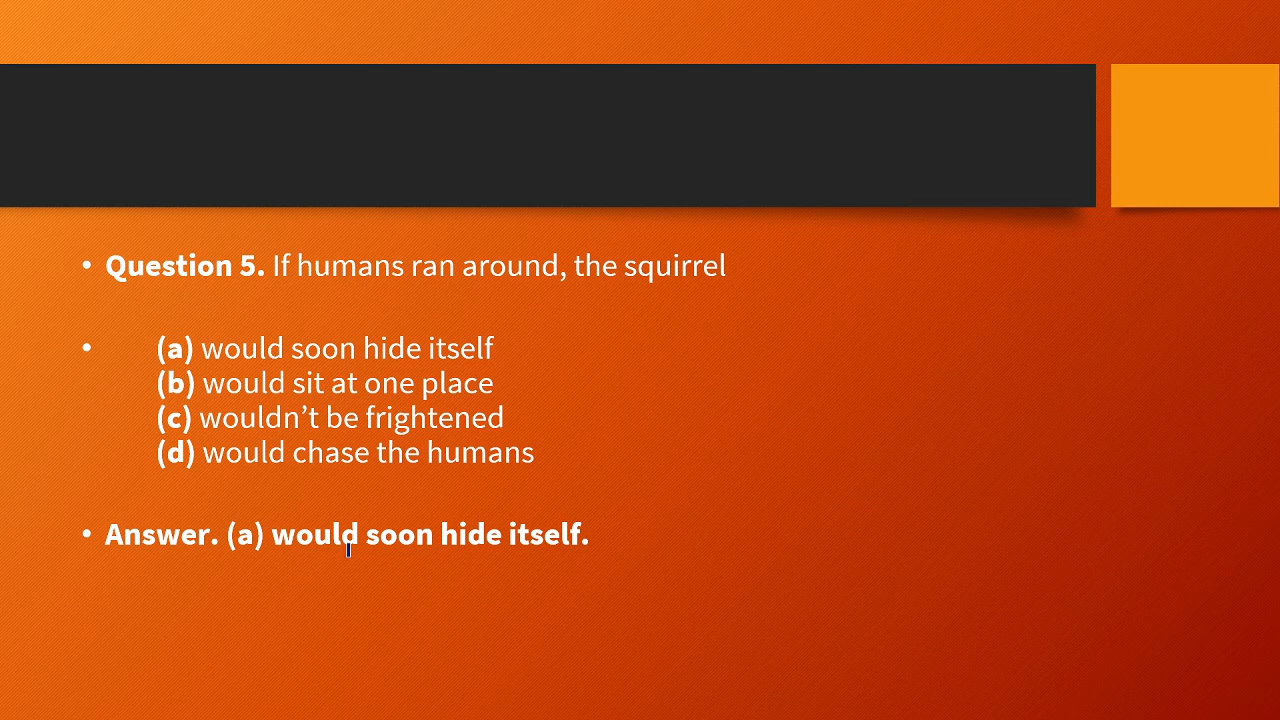 • Question 5. If humans ran around, the squirrel
• (a) would soon hide itself
(b) would sit at one place
(c) wouldn’t be frightened
(d) would chase the humans
• Answer. (a) would soon hide itself.